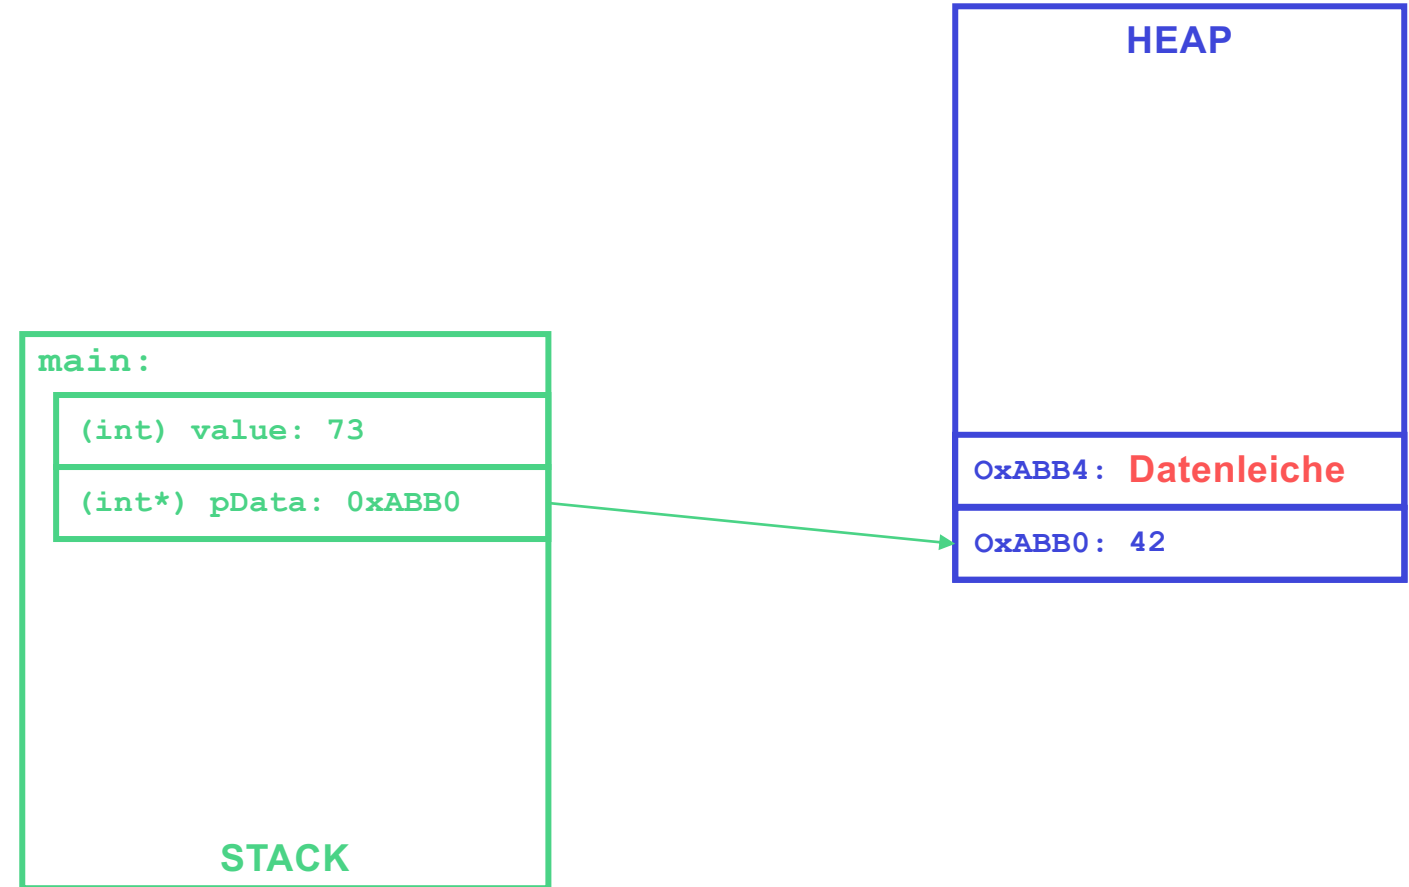 HEAP
main:
(int) value: 73
(int*) pData: 0xABB0
OxABB4: Datenleiche
OxABB0: 42
STACK